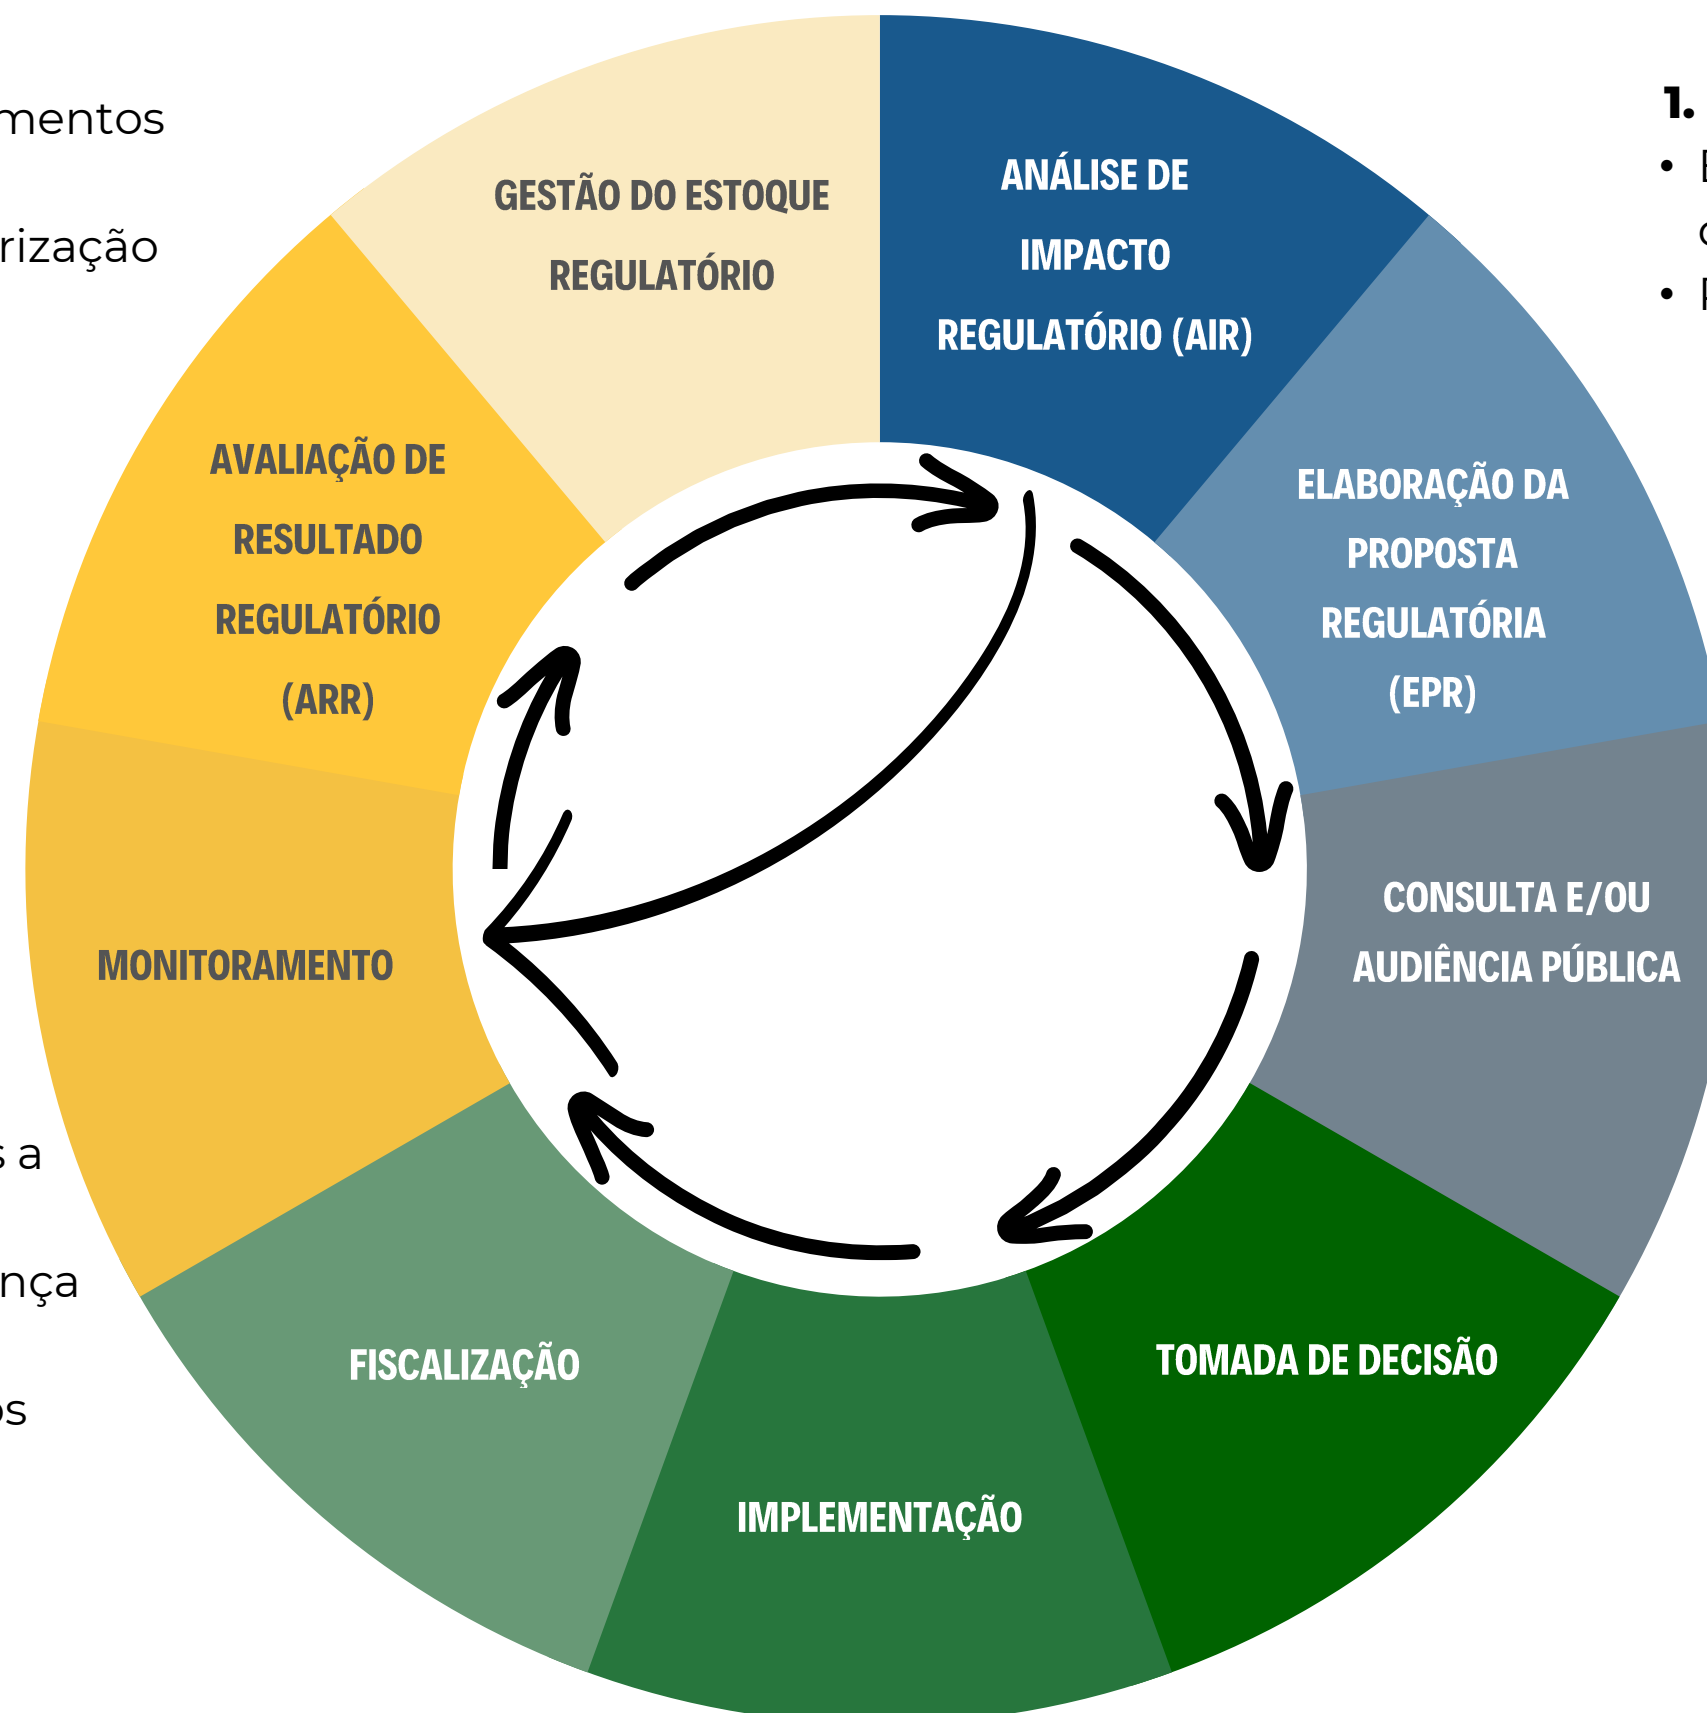 mentos
rização
GESTÃO DO ESTOQUE
REGULATÓRIO
ANÁLISE DE
IMPACTO
REGULATÓRIO (AIR)
1.
•
•
AVALIAÇÃO DE
RESULTADO
REGULATÓRIO
(ARR)
ELABORAÇÃO DA
PROPOSTA
REGULATÓRIA
(EPR)
MONITORAMENTO
CONSULTA E/OU
AUDIÊNCIA PÚBLICA
s a
nça
os
FISCALIZAÇÃO
TOMADA DE DECISÃO
IMPLEMENTAÇÃO